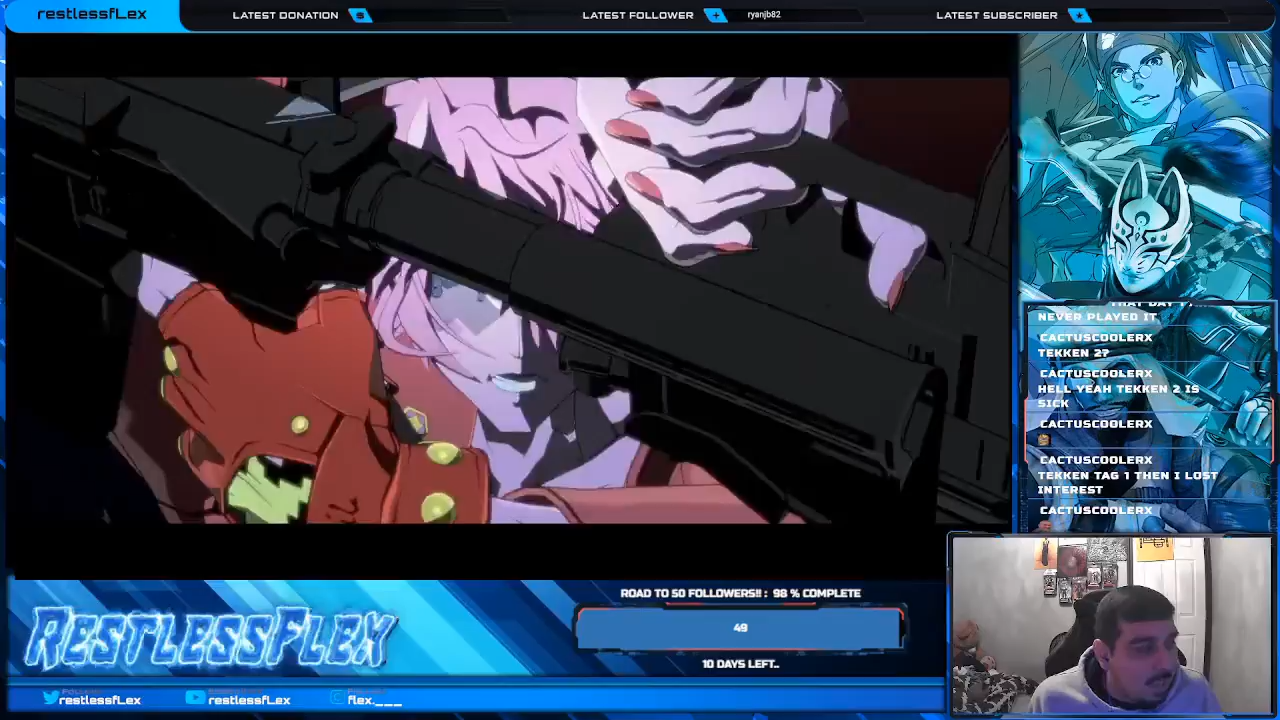 restlessfLex
LATEST DONATION
LATEST FOLLOWER
ryanjb82
LATEST SUBSCRIBER
THAT DAY
NEVER PLAYED IT
CACTUSCOOLERX
TEKKEN 2?
CACTUSCOOLERX
HELL YEAH TEKKEN 2 IS
SICK
CACTUSCOOLERX
CACTUSCOOLERX
TEKKEN TAG 1 THEN I LOST
INTEREST
CACTUSCOOLERX
ROAD TO 50 FOLLOWERS!! : 98 % COMPLETE
49
10 DAYS LEFT..
RESTLESSFLEX
restlessfLex
restlessfLex
flex.___